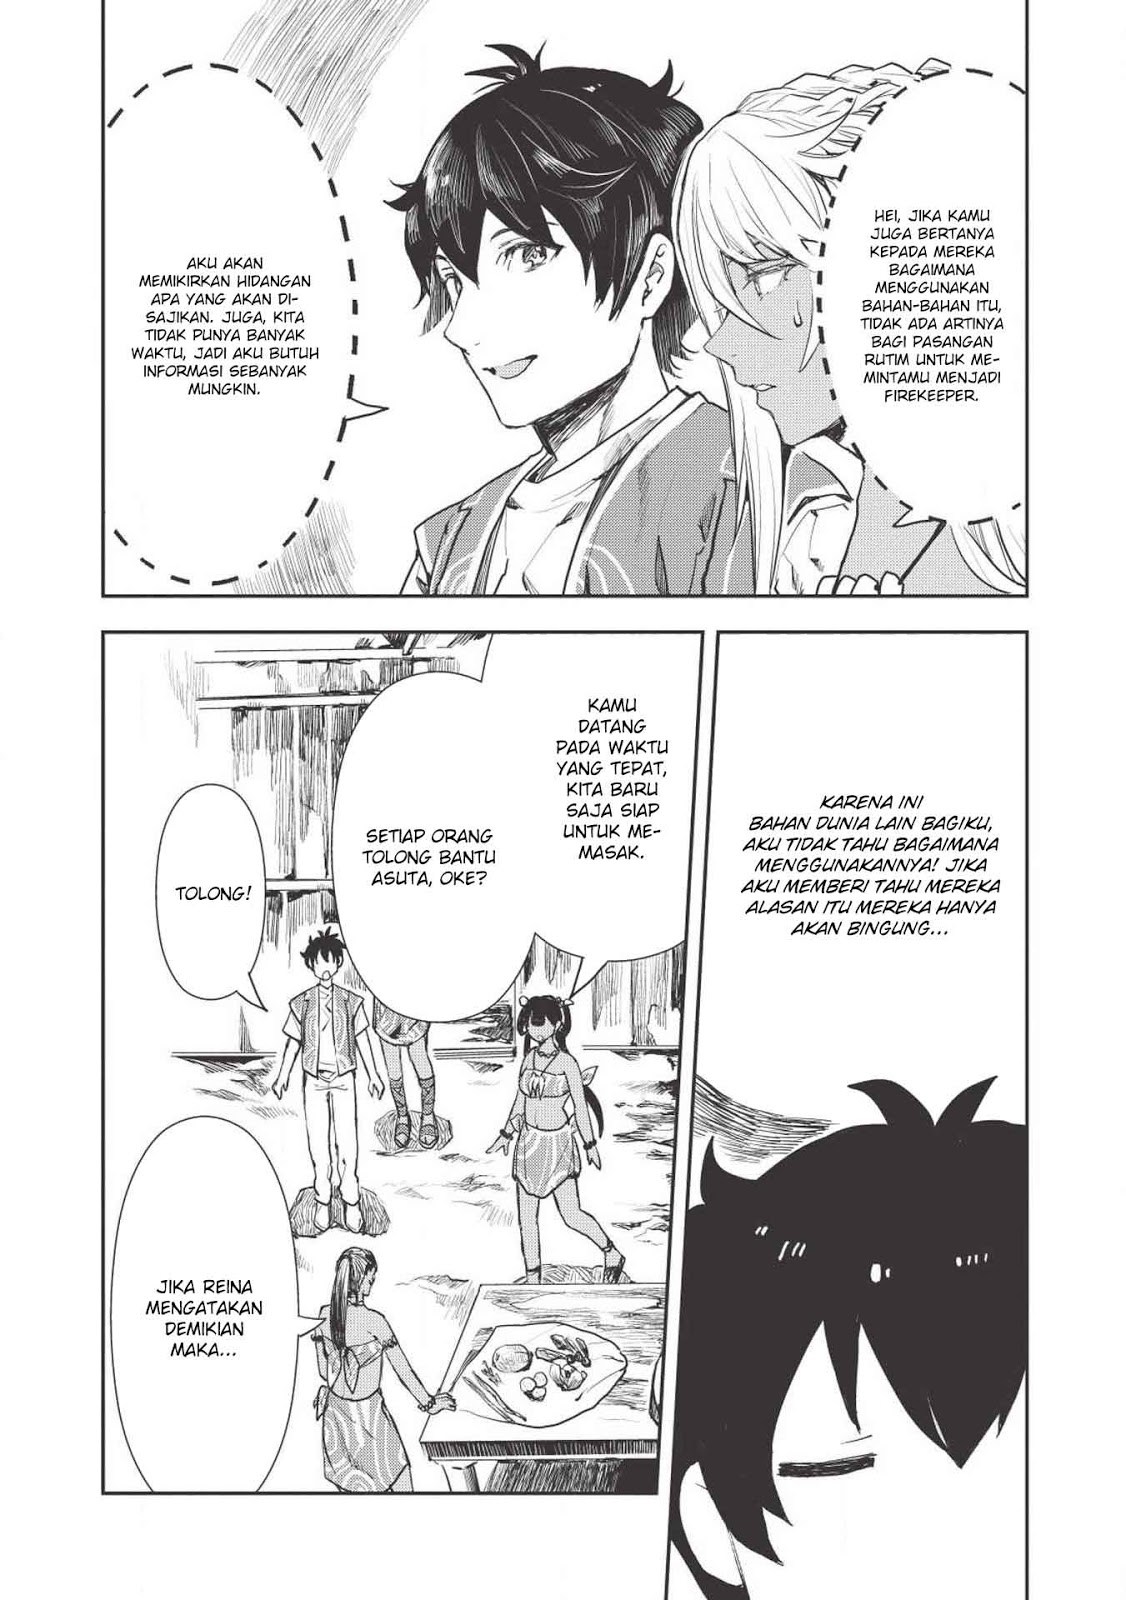 HEI, JIKA KAMU
JUGA BERTANYA
KEPADA MEREKA
BAGAIMANA
MENGGUNAKAN
BAHAN-BAHAN ITU,
TIDAK ADA ARTINYA
BAGI PASANGAN
RUTIM UNTUK ME-
MINTAMU MENJADI
FIREKEEPER.
AKU AKAN
MEMIKIRKAN HIDANGAN
APA YANG AKAN DI-
SAJIKAN. JUGA, KITA
TIDAK PUNYA BANYAK
WAKTU, JADI AKU BUTUH
INFORMASI SEBANYAK
MUNGKIN.
KARENA INI
BAHAN DUNIA LAIN BAGIKU,
AKU TIDAK TAHU BAGAIMANA
MENGGUNAKANNYA! JIKA
AKU MEMBERI TAHU MEREKA
ALASAN ITU MEREKA HANYA
AKAN BINGUNG...
KAMU
DATANG
PADA WAKTU
YANG TEPAT,
KITA BARU
SAJA SIAP
UNTUK ME-
MASAK.
SETIAP ORANG
TOLONG BANTU
ASUTA, OKE?
TOLONG!
JIKA REINA
MENGATAKAN
DEMIKIAN
MAKA...